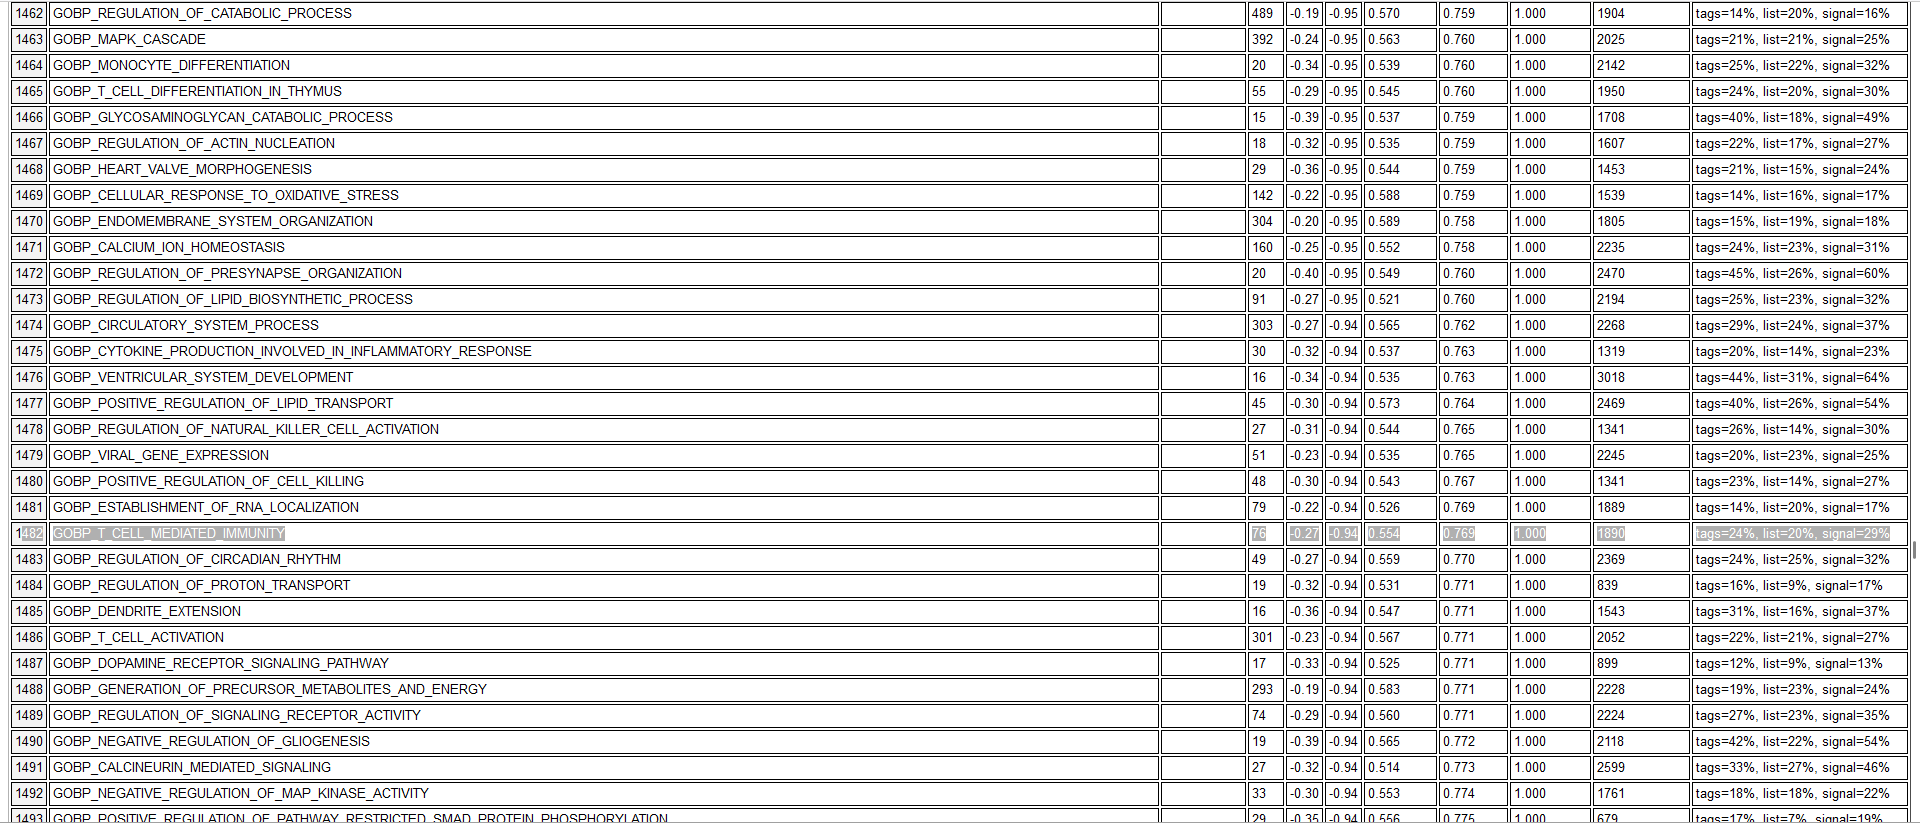 1462 GOBP_REGULATION_OF_CATABOLIC_PROCESS 489 -0.19 -0.95 0.570 0.759 1.000 1904 tags=14%, list=20%, signal=16%
1463 GOBP_MAPK_CASCADE 392 -0.24 -0.95 0.563 0.760 1.000 2025 tags=21%, list=21%, signal=25%
1464 GOBP_MONOCYTE_DIFFERENTIATION 20 -0.34 -0.95 0.539 0.760 1.000 2142 tags=25%, list=22%, signal=32%
1465 GOBP_T_CELL_DIFFERENTIATION_IN_THYMUS 55 -0.29 -0.95 0.545 0.760 1.000 1950 tags=24%, list=20%, signal=30%
1466 GOBP_GLYCOSAMINOGLYCAN_CATABOLIC_PROCESS 15 -0.39 -0.95 0.537 0.759 1.000 1708 tags=40%, list=18%, signal=49%
1467 GOBP_REGULATION_OF_ACTIN_NUCLEATION 18 -0.32 -0.95 0.535 0.759 1.000 1607 tags=22%, list=17%, signal=27%
1468 GOBP_HEART_VALVE_MORPHOGENESIS 29 -0.36 -0.95 0.544 0.759 1.000 1453 tags=21%, list=15%, signal=24%
1469 GOBP_CELLULAR_RESPONSE_TO_OXIDATIVE_STRESS 142 -0.22 -0.95 0.588 0.759 1.000 1539 tags=14%, list=16%, signal=17%
1470 GOBP_ENDOMEMBRANE_SYSTEM_ORGANIZATION 304 -0.20 -0.95 0.589 0.758 1.000 1805 tags=15%, list=19%, signal=18%
1471 GOBP_CALCIUM_ION_HOMEOSTASIS 160 -0.25 -0.95 0.552 0.758 1.000 2235 tags=24%, list=23%, signal=31%
1472 GOBP_REGULATION_OF_PRESYNAPSE_ORGANIZATION 20 -0.40 -0.95 0.549 0.760 1.000 2470 tags=45%, list=26%, signal=60%
1473 GOBP_REGULATION_OF_LIPID_BIOSYNTHETIC_PROCESS 91 -0.27 -0.95 0.521 0.760 1.000 2194 tags=25%, list=23%, signal=32%
1474 GOBP_CIRCULATORY_SYSTEM_PROCESS 303 -0.27 -0.94 0.565 0.762 1.000 2268 tags=29%, list=24%, signal=37%
1475 GOBP_CYTOKINE_PRODUCTION_INVOLVED_IN_INFLAMMATORY_RESPONSE 30 -0.32 -0.94 0.537 0.763 1.000 1319 tags=20%, list=14%, signal=23%
1476 GOBP_VENTRICULAR_SYSTEM_DEVELOPMENT 16 -0.34 -0.94 0.535 0.763 1.000 3018 tags=44%, list=31%, signal=64%
1477 GOBP_POSITIVE_REGULATION_OF_LIPID_TRANSPORT 45 -0.30 -0.94 0.573 0.764 1.000 2469 tags=40%, list=26%, signal=54%
1478 GOBP_REGULATION_OF_NATURAL_KILLER_CELL_ACTIVATION 27 -0.31 -0.94 0.544 0.765 1.000 1341 tags=26%, list=14%, signal=30%
1479 GOBP_VIRAL_GENE_EXPRESSION 51 -0.23 -0.94 0.535 0.765 1.000 2245 tags=20%, list=23%, signal=25%
1480 GOBP_POSITIVE_REGULATION_OF_CELL_KILLING 48 -0.30 -0.94 0.543 0.767 1.000 1341 tags=23%, list=14%, signal=27%
1481 GOBP_ESTABLISHMENT_OF_RNA_LOCALIZATION 79 -0.22 -0.94 0.526 0.769 1.000 1889 tags=14%, list=20%, signal=17%
1482 GOBP_T_CELL_MEDIATED_IMMUNITY 76 -0.27 -0.94 0.554 0.769 1.000 1890 tags=24%, list=20%, signal=29%
1483 GOBP_REGULATION_OF_CIRCADIAN_RHYTHM 49 -0.27 -0.94 0.559 0.770 1.000 2369 tags=24%, list=25%, signal=32%
1484 GOBP_REGULATION_OF_PROTON_TRANSPORT 19 -0.32 -0.94 0.531 0.771 1.000 839 tags=16%, list=9%, signal=17%
1485 GOBP_DENDRITE_EXTENSION 16 -0.36 -0.94 0.547 0.771 1.000 1543 tags=31%, list=16%, signal=37%
1486 GOBP_T_CELL_ACTIVATION 301 -0.23 -0.94 0.567 0.771 1.000 2052 tags=22%, list=21%, signal=27%
1487 GOBP_DOPAMINE_RECEPTOR_SIGNALING_PATHWAY 17 -0.33 -0.94 0.525 0.771 1.000 899 tags=12%, list=9%, signal=13%
1488 GOBP_GENERATION_OF_PRECURSOR_METABOLITES_AND_ENERGY 293 -0.19 -0.94 0.583 0.771 1.000 2228 tags=19%, list=23%, signal=24%
1489 GOBP_REGULATION_OF_SIGNALING_RECEPTOR_ACTIVITY 74 -0.29 -0.94 0.560 0.771 1.000 2224 tags=27%, list=23%, signal=35%
1490 GOBP_NEGATIVE_REGULATION_OF_GLIOGENESIS 19 -0.39 -0.94 0.565 0.772 1.000 2118 tags=42%, list=22%, signal=54%
1491 GOBP_CALCINEURIN_MEDIATED_SIGNALING 27 -0.32 -0.94 0.514 0.773 1.000 2599 tags=33%, list=27%, signal=46%
1492 GOBP_NEGATIVE_REGULATION_OF_MAP_KINASE_ACTIVITY 33 -0.30 -0.94 0.553 0.774 1.000 1761 tags=18%, list=18%, signal=22%
1493 GOBP_POSITIVE_REGULATION_OF_PATHWAY_RESTRICTED_SMAD_PROTEIN_PHOSPHORYLATION 29 -0.35 -0.94 0.556 0.775 1.000 679 tags=17%, list=7%, signal=19%